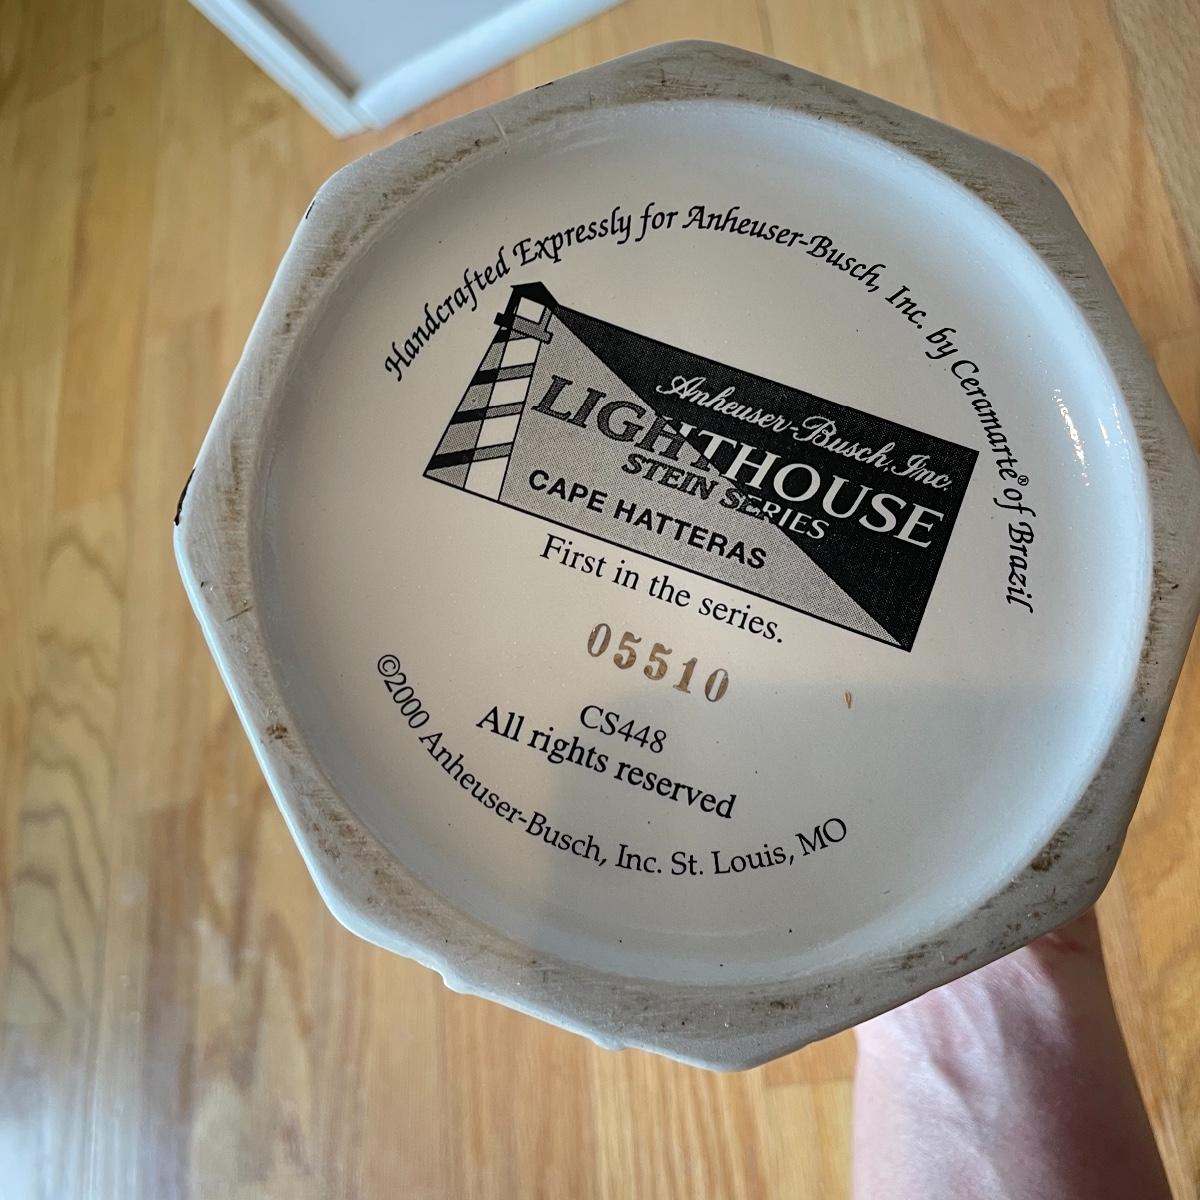 Handcrafted Expressly for Anheuser-Busch, Inc. by Ceramarte® of Brazil
Anheuser-Busch, Inc.
LIGHTHOUSE
STEIN SERIES
CAPE HATTERAS
First in the series.
05510
CS448
All rights reserved
©2000 Anheuser-Busch, Inc. St. Louis, MO